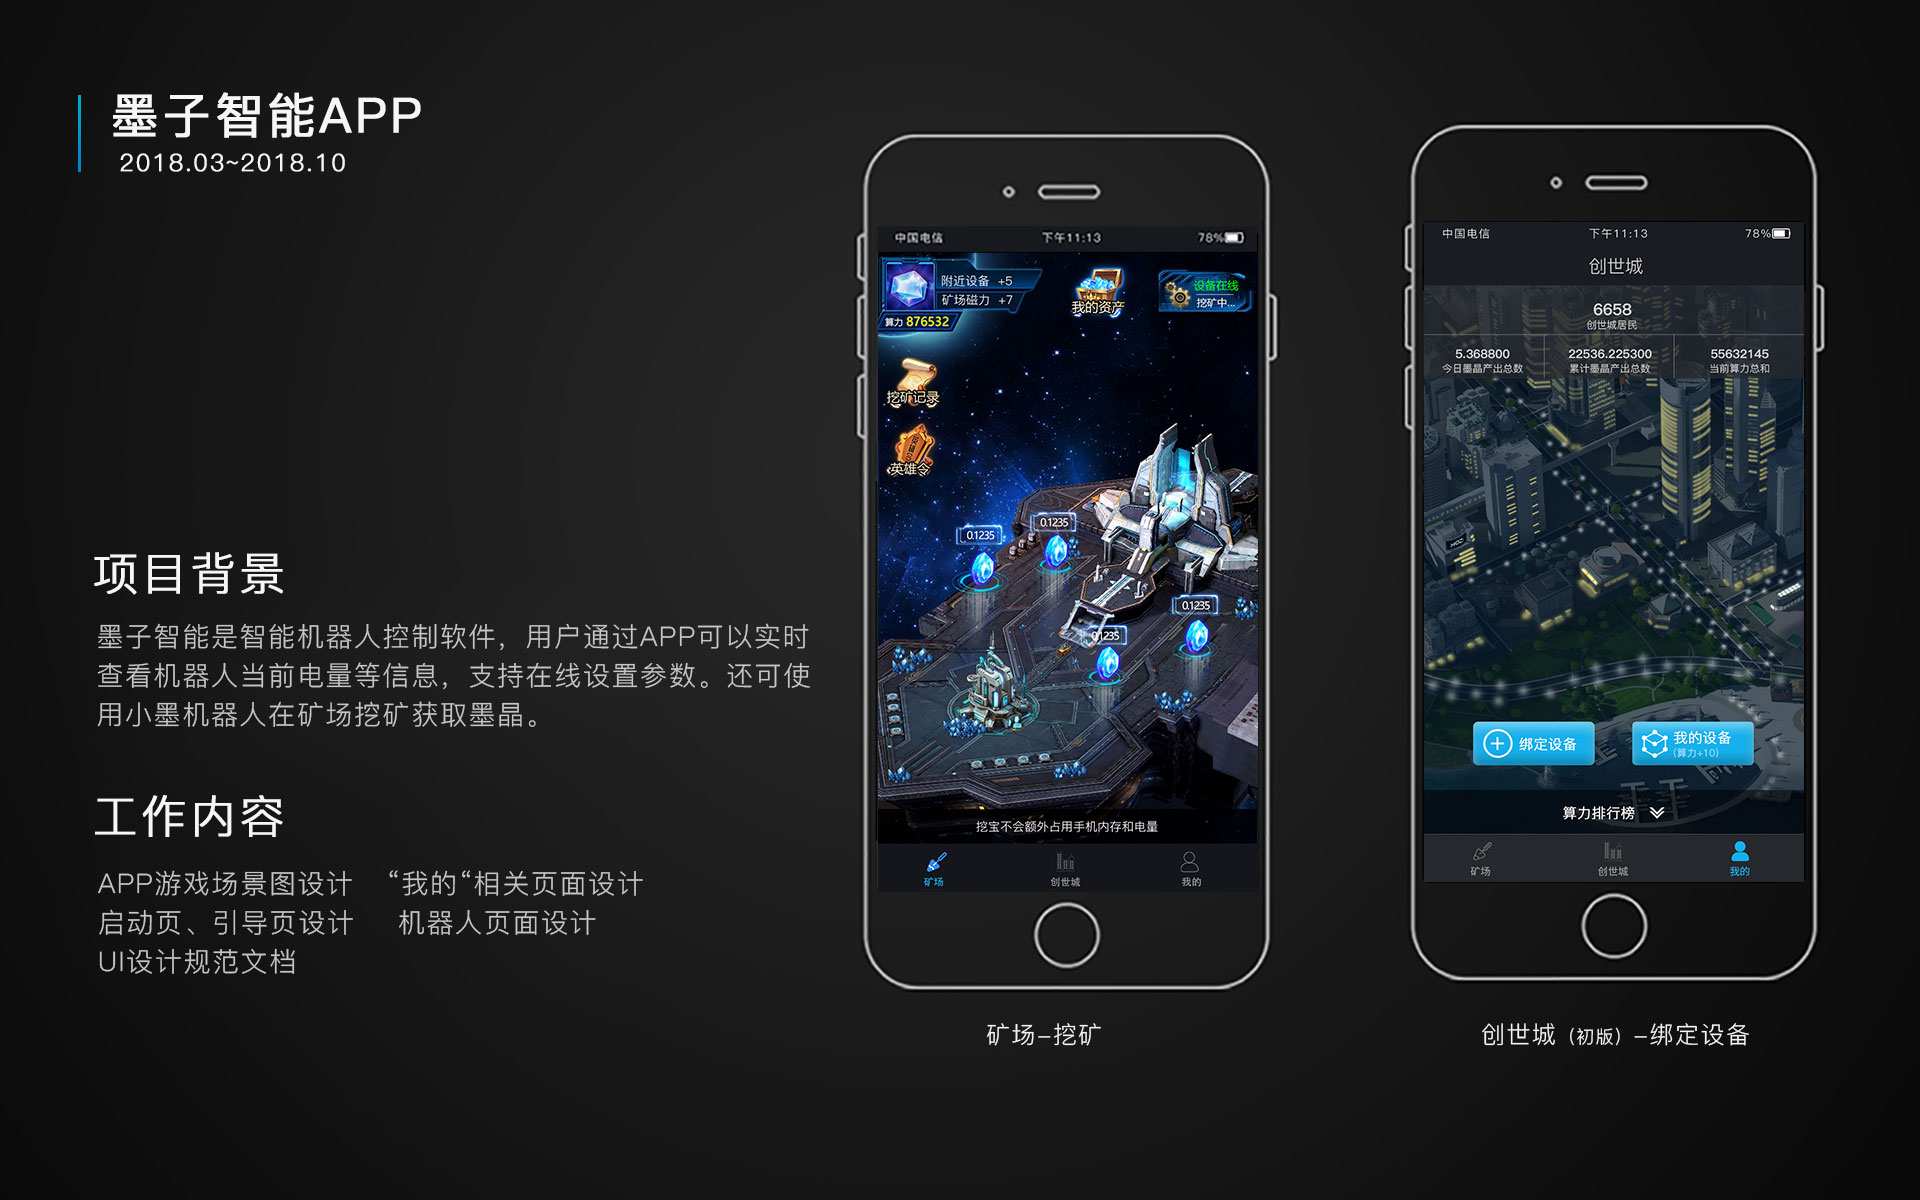 墨子智能APP
2018.03~2018.10
项目背景
墨子智能是智能机器人控制软件，用户通过APP可以实时
查看机器人当前电量等信息，支持在线设置参数。还可使
用小墨机器人在矿场挖矿获取墨晶。
工作内容
APP游戏场景图设计 “我的“相关页面设计
启动页、引导页设计 机器人页面设计
UI设计规范文档
中国电信 下午11:13 78%
附近设备 +5
矿场磁力 +7
算力 876532
我的资产
设备在线
挖矿中...
挖矿记录
英雄令
0.1235
0.1235
0.1235
0.1235
挖宝不会额外占用手机内存和电量
矿场 创世城 我的
矿场–挖矿
中国电信 下午11:13 78%
创世城
6658
创世城居民
5.368800 22536.225300 55632145
今日墨晶产出总数 累计墨晶产出总数 当前算力总和
绑定设备
我的设备
(算力+10)
算力排行榜
矿场 创世城 我的
创世城（初版）–绑定设备